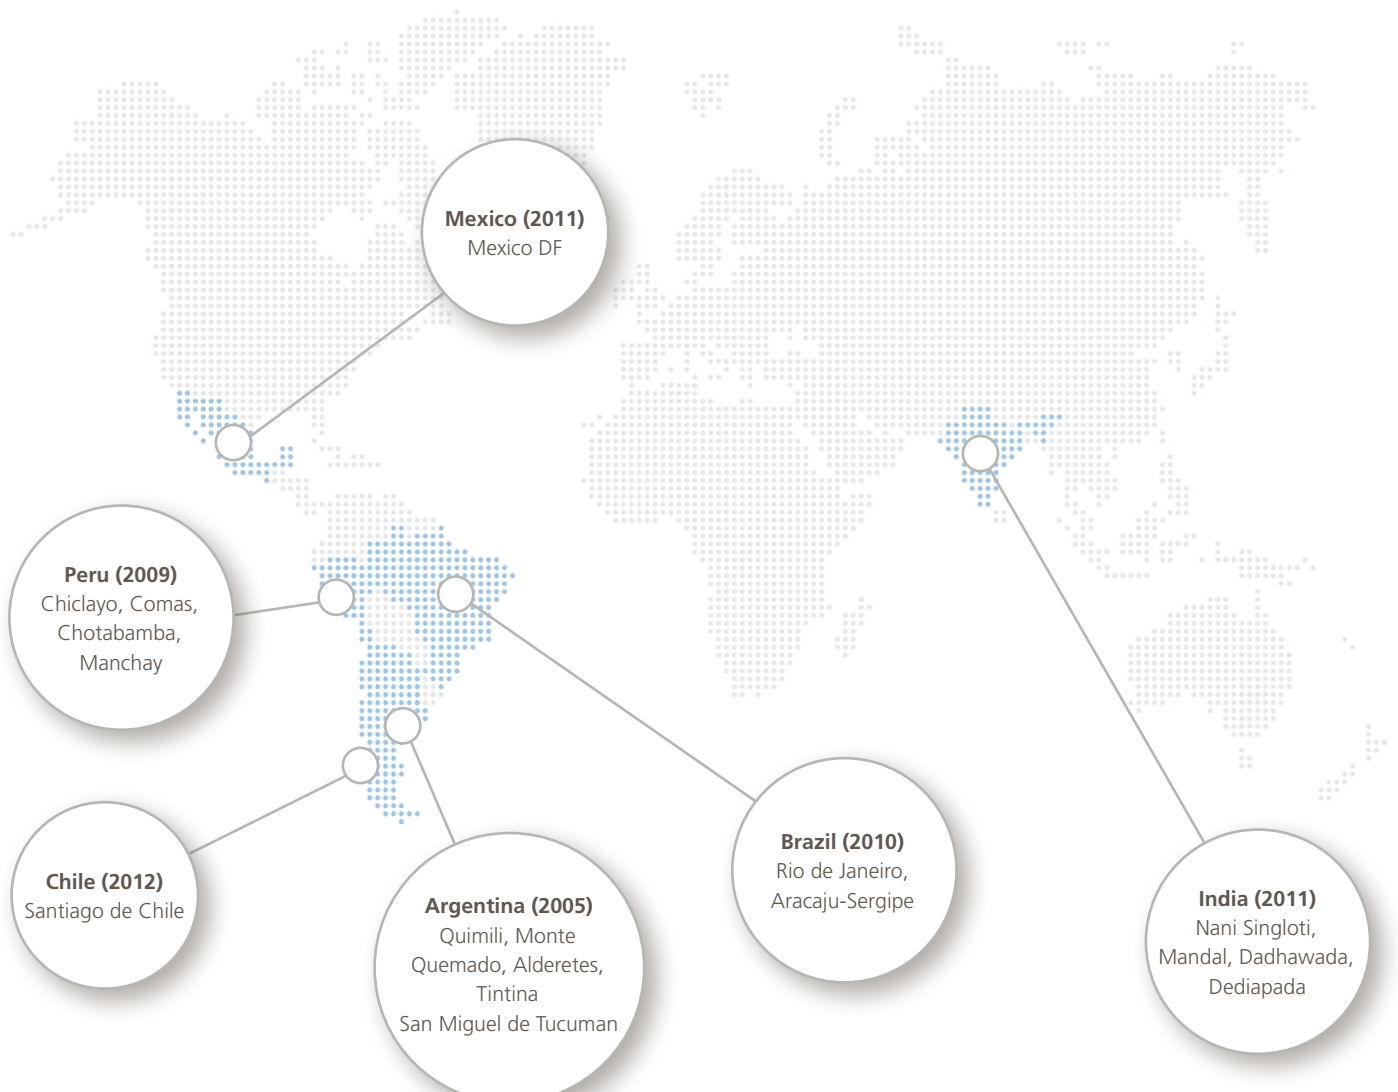 Mexico (2011)
Mexico DF
Peru (2009)
Chiclayo, Comas,
Chotabamba,
Manchay
Chile (2012)
Santiago de Chile
Argentina (2005)
Quimili, Monte
Quemado, Alderetes,
Tintina
San Miguel de Tucuman
Brazil (2010)
Rio de Janeiro,
Aracaju-Sergipe
India (2011)
Nani Singloti,
Mandal, Dadhawada,
Dediapada